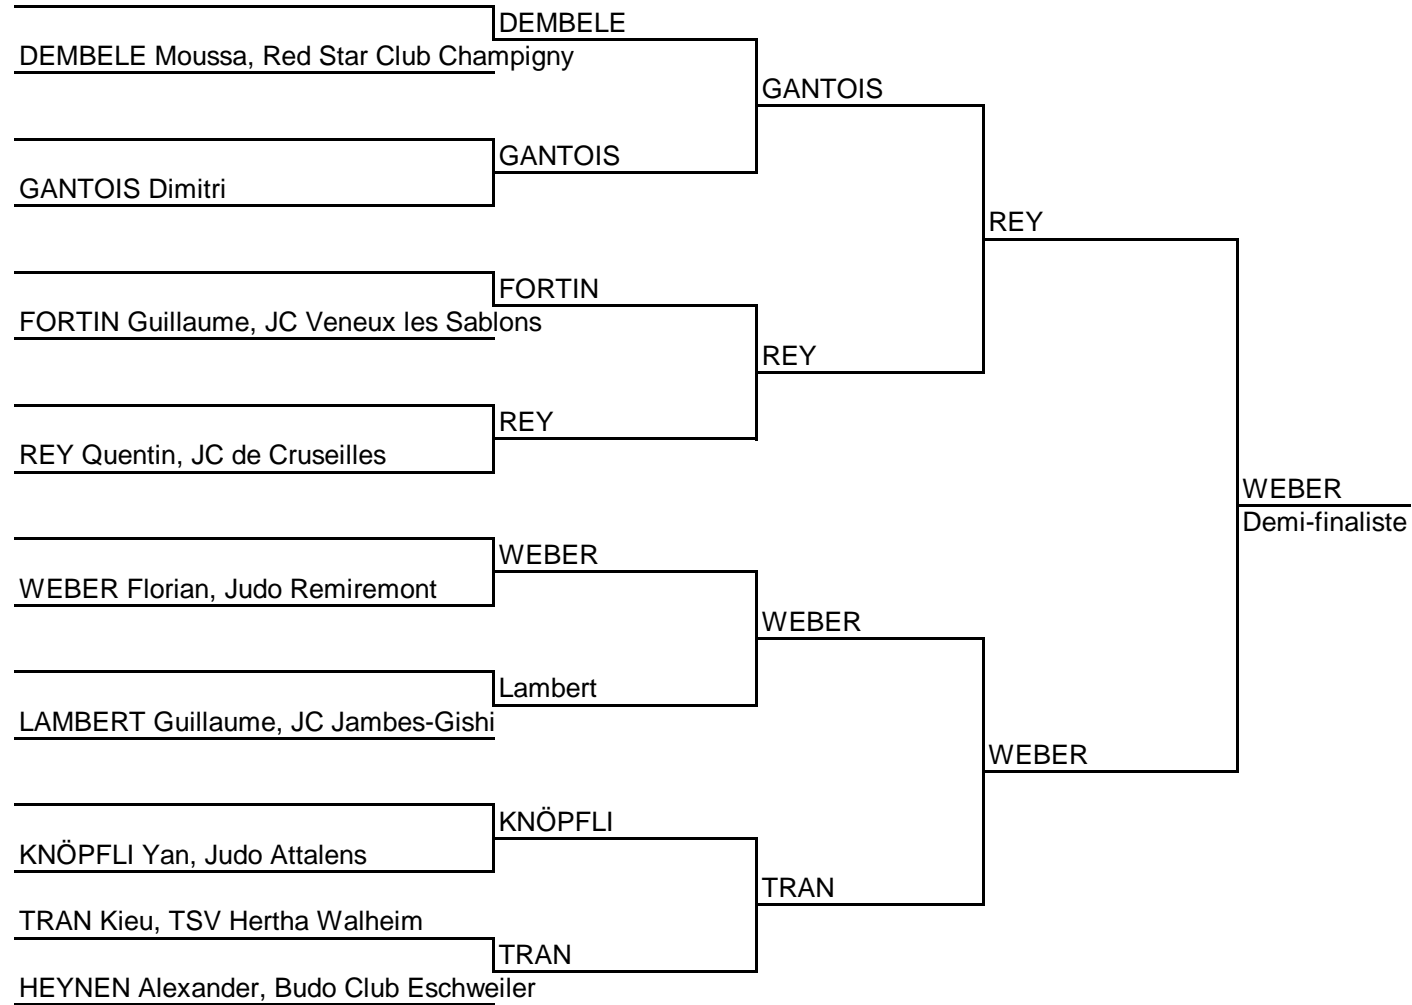 DEMBELE
DEMBELE Moussa, Red Star Club Champigny
GANTOIS
GANTOIS
GANTOIS Dimitri
REY
FORTIN
FORTIN Guillaume, JC Veneux les Sablons
REY
REY
REY Quentin, JC de Cruseilles
WEBER
Demi-finaliste
WEBER
WEBER Florian, Judo Remiremont
WEBER
Lambert
LAMBERT Guillaume, JC Jambes-Gishi
WEBER
KNÖPFLI
KNÖPFLI Yan, Judo Attalens
TRAN
TRAN Kieu, TSV Hertha Walheim
TRAN
HEYNEN Alexander, Budo Club Eschweiler